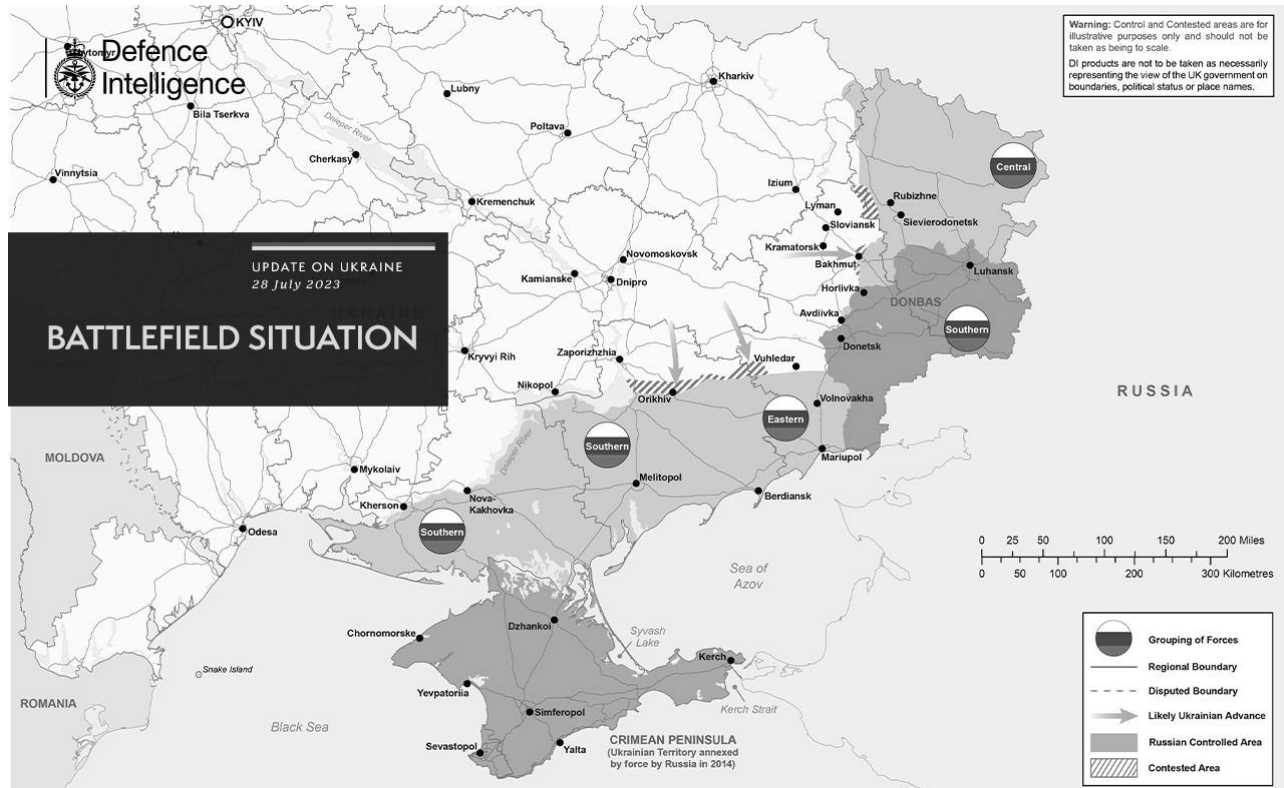 KYIV
Defence
Intelligence
Warning: Control and Contested areas are for
illustrative purposes only and should not be
taken as being to scale.
DI products are not to be taken as necessarily
representing the view of the UK government on
boundaries, political status or place names.
Bila Tserkva
Lubny
Kharkiv
Dnieper River
Poltava
Cherkasy
Vinnytsia
Central
Izium
Rubizhne
Kremenchuk
Lyman
Sievierodonetsk
Sloviansk
UPDATE ON UKRAINE
28 July 2023
BATTLEFIELD SITUATION
Kramatorsk
Novomoskovsk
Bakhmut
Luhansk
Kamianske
Dnipro
Horlivka
DONBAS
Avdiivka
Southern
Donetsk
Kryvyi Rih
Zaporizhzhia
Vuhledar
Nikopol
Orikhiv
Volnovakha
RUSSIA
Eastern
Dnieper River
Southern
MOLDOVA
Mykolaiv
Mariupol
Melitopol
Kherson
Nova-
Kakhovka
Berdiansk
Odesa
Southern
0 25 50 100 150 200 Miles
0 50 100 200 300 Kilometres
Sea of
Azov
Chornomorske
Dzhankoi
Syvash
Lake
Snake Island
Kerch
Yevpatoriia
ROMANIA
Kerch Strait
Black Sea
Simferopol
Sevastopol
Yalta
CRIMEAN PENINSULA
(Ukrainian Territory annexed
by force by Russia in 2014)
Grouping of Forces
Regional Boundary
Disputed Boundary
Likely Ukrainian Advance
Russian Controlled Area
Contested Area